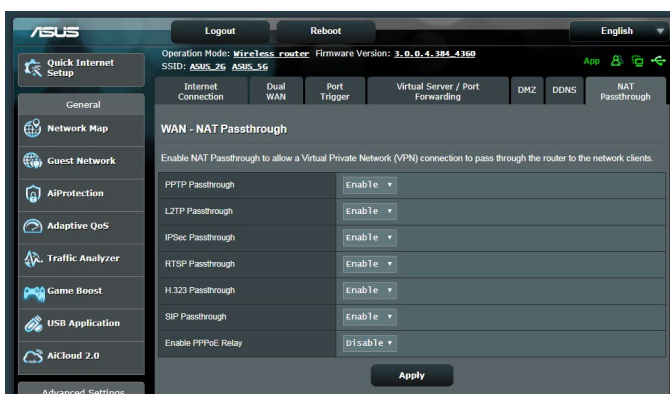 ASUS
Logout
Reboot
English
Quick Internet Setup
Operation Mode: Wireless router Firmware Version: 3.0.0.4.384_4360
SSID: ASUS_2G ASUS_5G
App
General
Network Map
Guest Network
AiProtection
Adaptive QoS
Traffic Analyzer
Game Boost
USB Application
AiCloud 2.0
Advanced Settings
Internet Connection
Dual WAN
Port Trigger
Virtual Server / Port Forwarding
DMZ
DDNS
NAT Passthrough
WAN - NAT Passthrough
Enable NAT Passthrough to allow a Virtual Private Network (VPN) connection to pass through the router to the network clients.
PPTP Passthrough Enable
L2TP Passthrough Enable
IPSec Passthrough Enable
RTSP Passthrough Enable
H.323 Passthrough Enable
SIP Passthrough Enable
Enable PPPoE Relay Disable
Apply